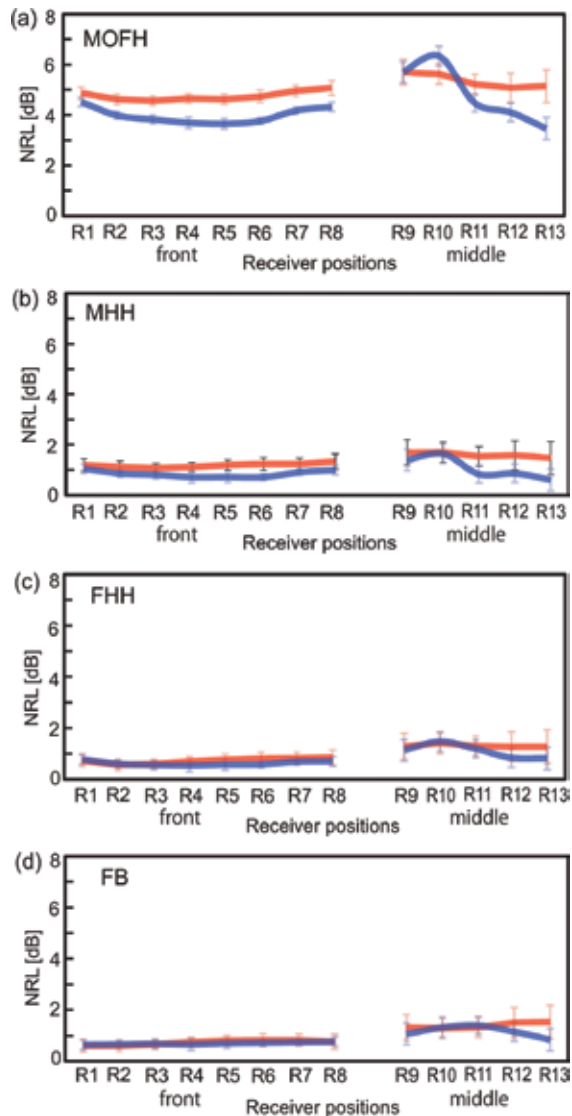 (a)
MOFH
NRL [dB]
8
6
4
2
0
R1 R2 R3 R4 R5 R6 R7 R8 R9 R10 R11 R12 R13
front Receiver positions middle
(b)
MHH
NRL [dB]
8
6
4
2
0
R1 R2 R3 R4 R5 R6 R7 R8 R9 R10 R11 R12 R13
front Receiver positions middle
(c)
FHH
NRL [dB]
8
6
4
2
0
R1 R2 R3 R4 R5 R6 R7 R8 R9 R10 R11 R12 R13
front Receiver positions middle
(d)
FB
NRL [dB]
8
6
4
2
0
R1 R2 R3 R4 R5 R6 R7 R8 R9 R10 R11 R12 R13
front Receiver positions middle